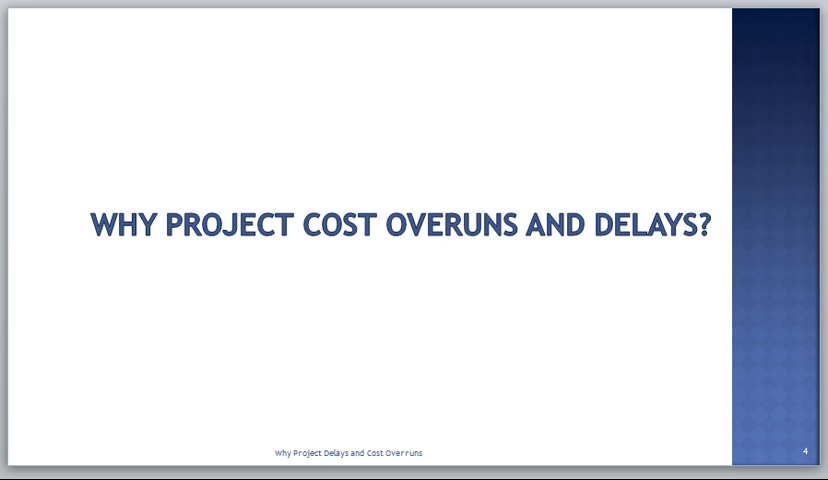 WHY PROJECT COST OVERUNS AND DELAYS?
Why Project Delays and Cost Overruns
4